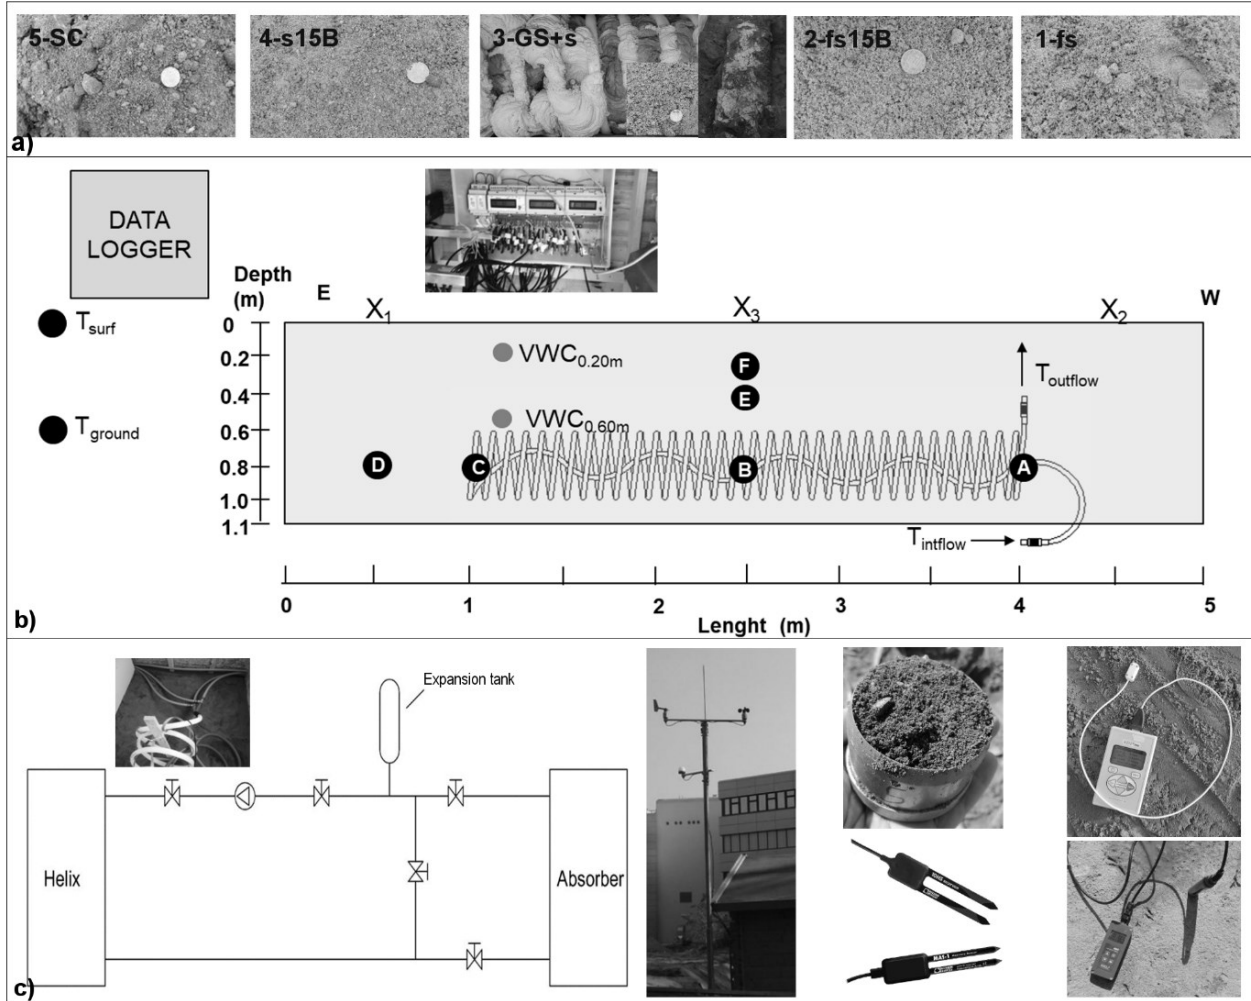 5-SC
4-s15B
3-GS+s
2-fs15B
1-fs
a)
DATA
LOGGER
Depth
(m)
E
X1
X3
X2
W
Tsurf
Tground
0
0.2
0.4
0.6
0.8
1.0
1.1
VWC0.20m
VWC0.60m
F
E
D
C
B
A
Toutflow
Tintflow
0
1
2
3
4
5
Lenght (m)
b)
Expansion tank
Helix
Absorber
MAS-1
c)